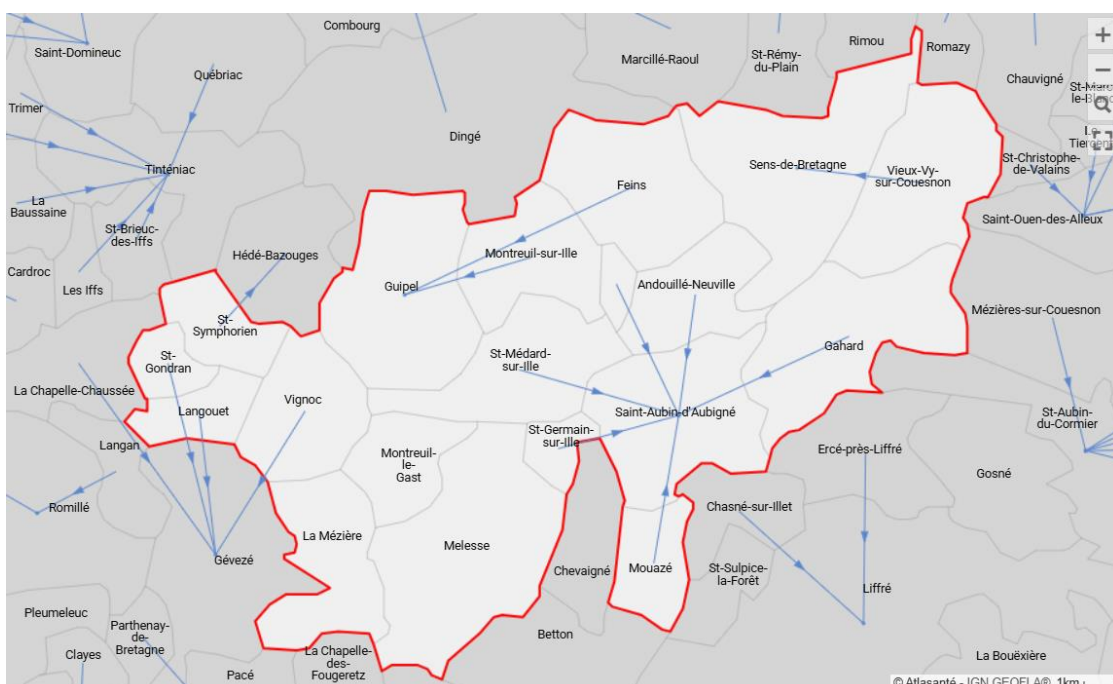 Combourg
Rimou
Romazy
Saint-Domineuc
Marcillé-Raoul
St-Rémy-
du-Plain
Québriac
Chauvigné
Trimer
Dingé
St-Christophe-
de-Valains
Tinténiac
Sens-de-Bretagne
Vieux-Vy-
sur-Couesnon
Feins
La
Baussaine
Saint-Ouen-des-Alleux
St-Brieuc-
des-Iffs
Hédé-Bazouges
Montreuil-sur-Ille
Cardroc
Les Iffs
Guipel
Andouillé-Neuville
Mézières-sur-Couesnon
St-
Symphorien
Gahard
St-
Gondran
St-Médard-
sur-Ille
La Chapelle-Chaussée
Langouet
Vignoc
Saint-Aubin-d'Aubigné
St-Aubin-
du-Cormier
Langan
St-Germain-
sur-Ille
Montreuil-
le-
Gast
Ercé-près-Liffré
Gosné
Romillé
Chasné-sur-Illet
La Mézière
Melesse
Gévezé
Chevaigné
Mouazé
St-Sulpice-
la-Forêt
Liffré
Pleumeleuc
Parthenay-
de-
Bretagne
Betton
Clayes
La Chapelle-
des-
Fougeretz
Pacé
La Bouëxière
© Atlasanté - IGN GEOFLA®, 1km